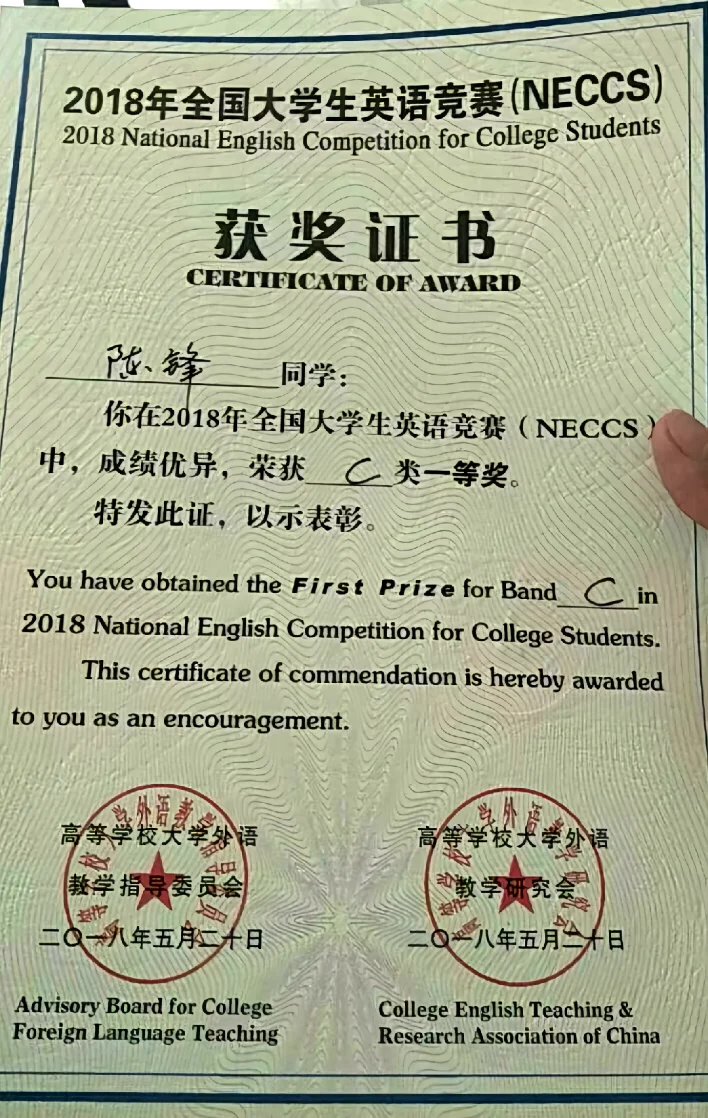 2018年全国大学生英语竞赛(NECCS)
2018 National English Competition for College Students
获奖证书
CERTIFICATE OF AWARD
陈锋 同学：
你在2018年全国大学生英语竞赛（NECCS）
中，成绩优异，荣获 C 类一等奖。
特发此证，以示表彰。
You have obtained the First Prize for Band C in
2018 National English Competition for College Students.
This certificate of commendation is hereby awarded
to you as an encouragement.
高等学校大学外语
教学指导委员会
二〇一八年五月二十日
Advisory Board for College
Foreign Language Teaching
高等学校大学外语
教学研究会
二〇一八年五月二十日
College English Teaching &
Research Association of China